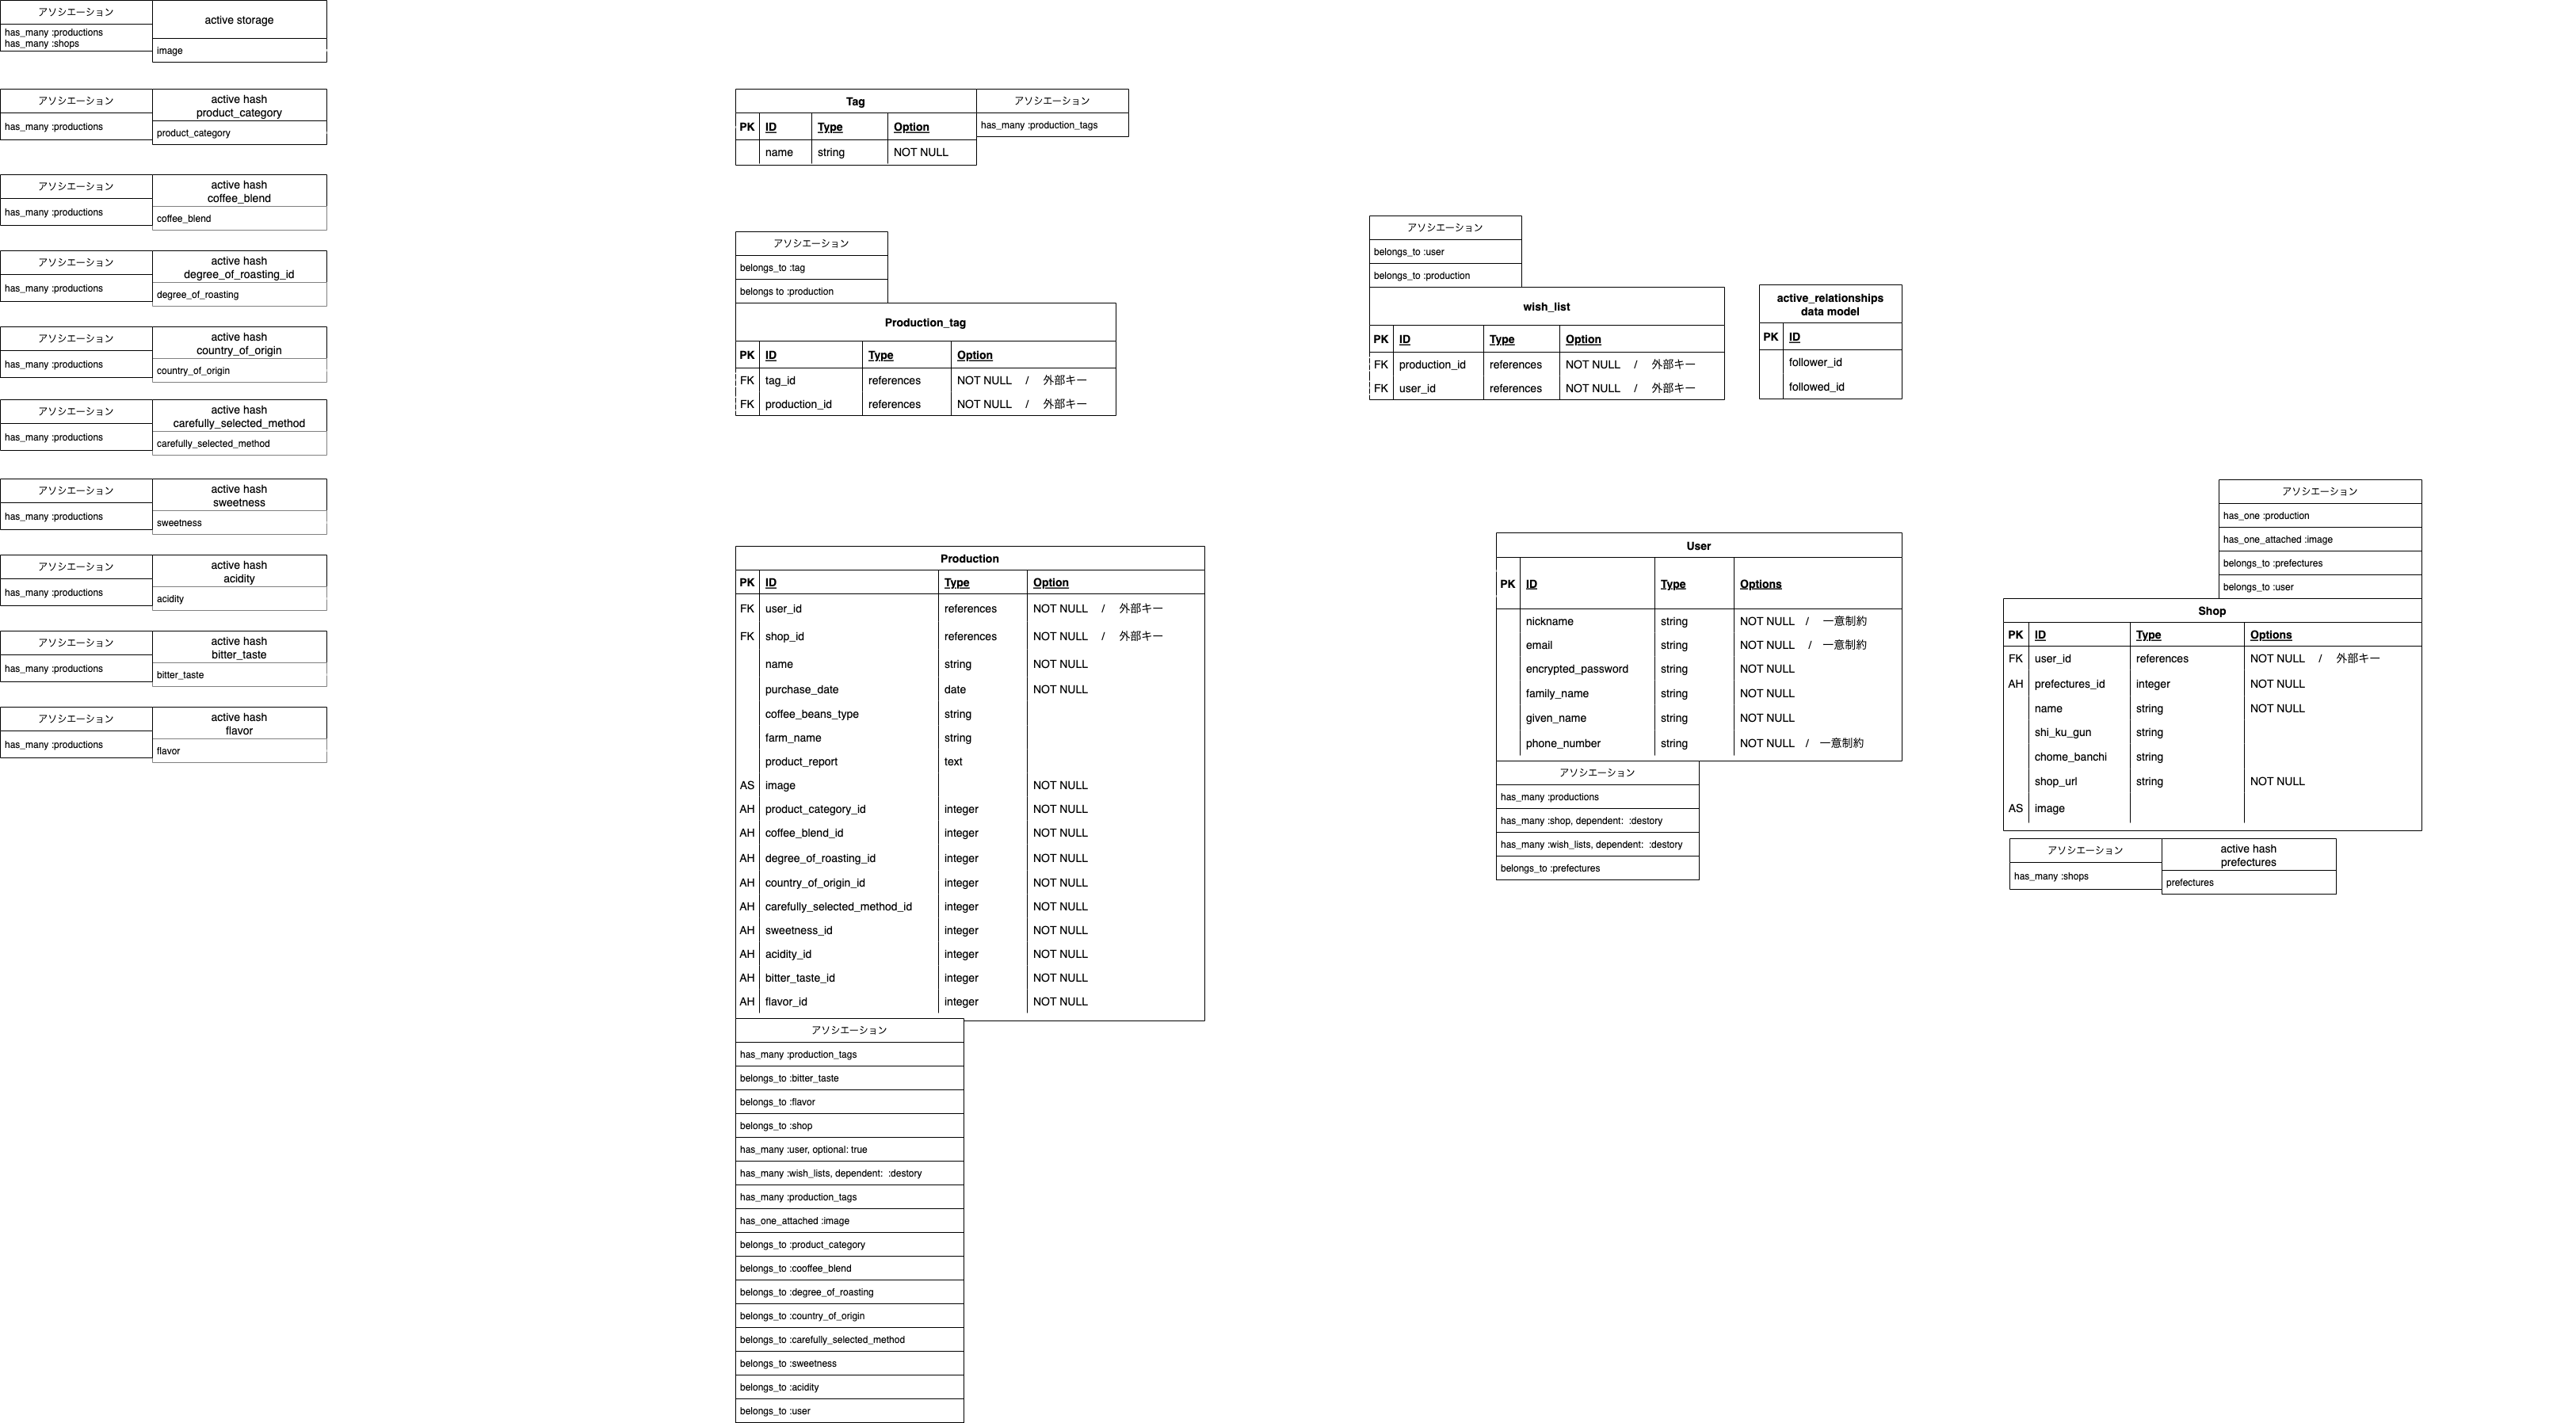 アソシエーション
has_many :productions
has_many :shops
active storage
image
アソシエーション
has_many :productions
active hash
product_category
product_category
アソシエーション
has_many :productions
active hash
coffee_blend
coffee_blend
アソシエーション
has_many :productions
active hash
degree_of_roasting_id
degree_of_roasting
アソシエーション
has_many :productions
active hash
country_of_origin
country_of_origin
アソシエーション
has_many :productions
active hash
carefully_selected_method
carefully_selected_method
アソシエーション
has_many :productions
active hash
sweetness
sweetness
アソシエーション
has_many :productions
active hash
acidity
acidity
アソシエーション
has_many :productions
active hash
bitter_taste
bitter_taste
アソシエーション
has_many :productions
active hash
flavor
flavor
Tag
PK ID Type Option
name string NOT NULL
アソシエーション
has_many :production_tags
アソシエーション
belongs_to :tag
belongs to :production
Production_tag
PK ID Type Option
FK tag_id references NOT NULL / 外部キー
FK production_id references NOT NULL / 外部キー
Production
PK ID Type Option
FK user_id references NOT NULL / 外部キー
FK shop_id references NOT NULL / 外部キー
name string NOT NULL
purchase_date date NOT NULL
coffee_beans_type string
farm_name string
product_report text
AS image NOT NULL
AH product_category_id integer NOT NULL
AH coffee_blend_id integer NOT NULL
AH degree_of_roasting_id integer NOT NULL
AH country_of_origin_id integer NOT NULL
AH carefully_selected_method_id integer NOT NULL
AH sweetness_id integer NOT NULL
AH acidity_id integer NOT NULL
AH bitter_taste_id integer NOT NULL
AH flavor_id integer NOT NULL
アソシエーション
has_many :production_tags
belongs_to :bitter_taste
belongs_to :flavor
belongs_to :shop
has_many :user, optional: true
has_many :wish_lists, dependent: :destory
has_many :production_tags
has_one_attached :image
belongs_to :product_category
belongs_to :cooffee_blend
belongs_to :degree_of_roasting
belongs_to :country_of_origin
belongs_to :carefully_selected_method
belongs_to :sweetness
belongs_to :acidity
belongs_to :user
アソシエーション
belongs_to :user
belongs_to :production
wish_list
PK ID Type Option
FK production_id references NOT NULL / 外部キー
FK user_id references NOT NULL / 外部キー
active_relationships
data model
PK ID
follower_id
followed_id
User
PK ID Type Options
nickname string NOT NULL / 一意制約
email string NOT NULL / 一意制約
encrypted_password string NOT NULL
family_name string NOT NULL
given_name string NOT NULL
phone_number string NOT NULL / 一意制約
アソシエーション
has_many :productions
has_many :shop, dependent: :destory
has_many :wish_lists, dependent: :destory
belongs_to :prefectures
アソシエーション
has_one :production
has_one_attached :image
belongs_to :prefectures
belongs_to :user
Shop
PK ID Type Options
FK user_id references NOT NULL / 外部キー
AH prefectures_id integer NOT NULL
name string NOT NULL
shi_ku_gun string
chome_banchi string
shop_url string NOT NULL
AS image
アソシエーション
has_many :shops
active hash
prefectures
prefectures